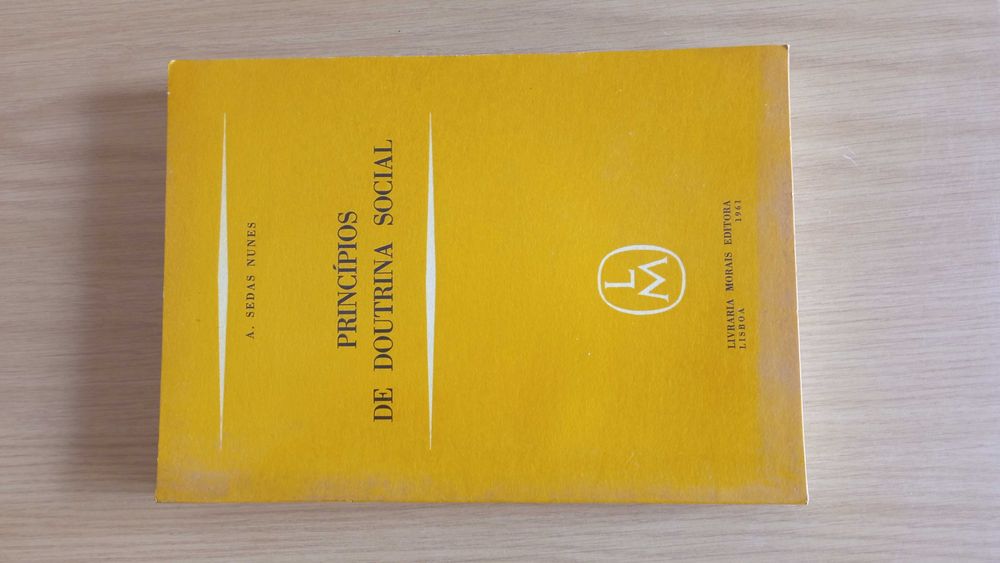 A. SEDAS NUNES
PRINCÍPIOS
DE DOUTRINA SOCIAL
LM
LIVRARIA MORAIS EDITORA
LISBOA 1961